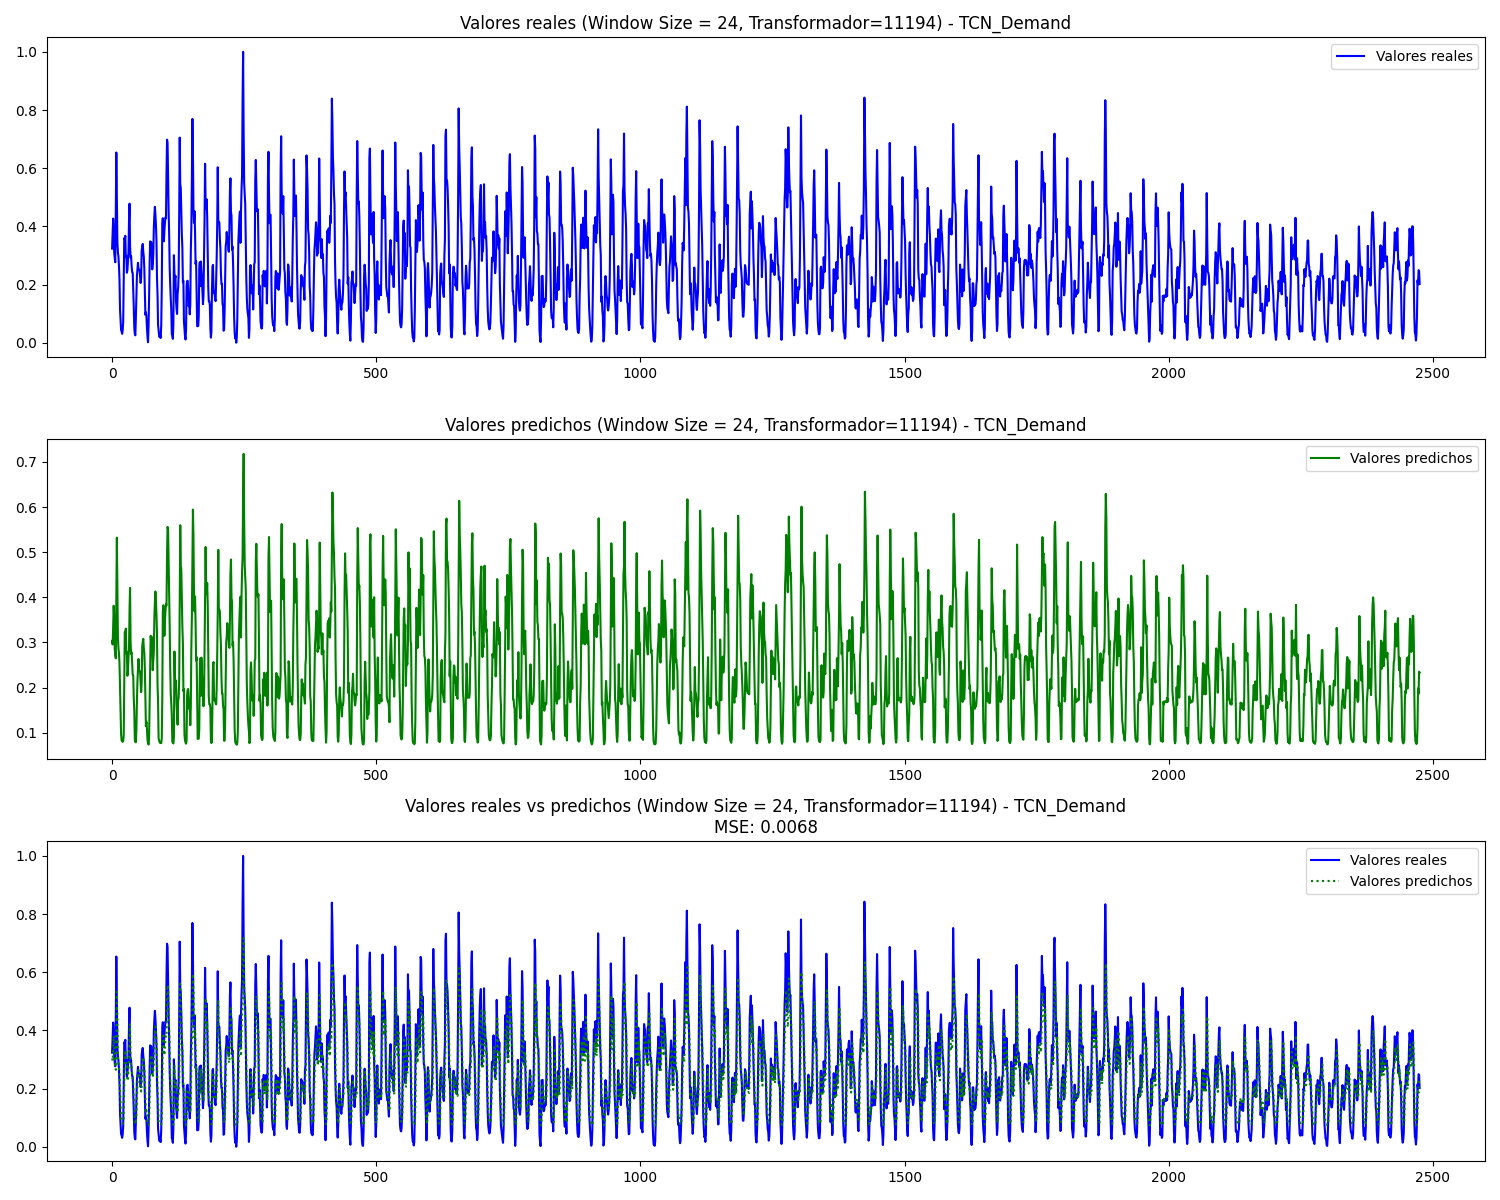 Valores reales (Window Size = 24, Transformador=11194) - TCN_Demand
Valores reales
1.0
0.8
0.6
0.4
0.2
0.0
0 500 1000 1500 2000 2500
Valores predichos (Window Size = 24, Transformador=11194) - TCN_Demand
Valores predichos
0.7
0.6
0.5
0.4
0.3
0.2
0.1
0 500 1000 1500 2000 2500
Valores reales vs predichos (Window Size = 24, Transformador=11194) - TCN_Demand
MSE: 0.0068
Valores reales
Valores predichos
1.0
0.8
0.6
0.4
0.2
0.0
0 500 1000 1500 2000 2500